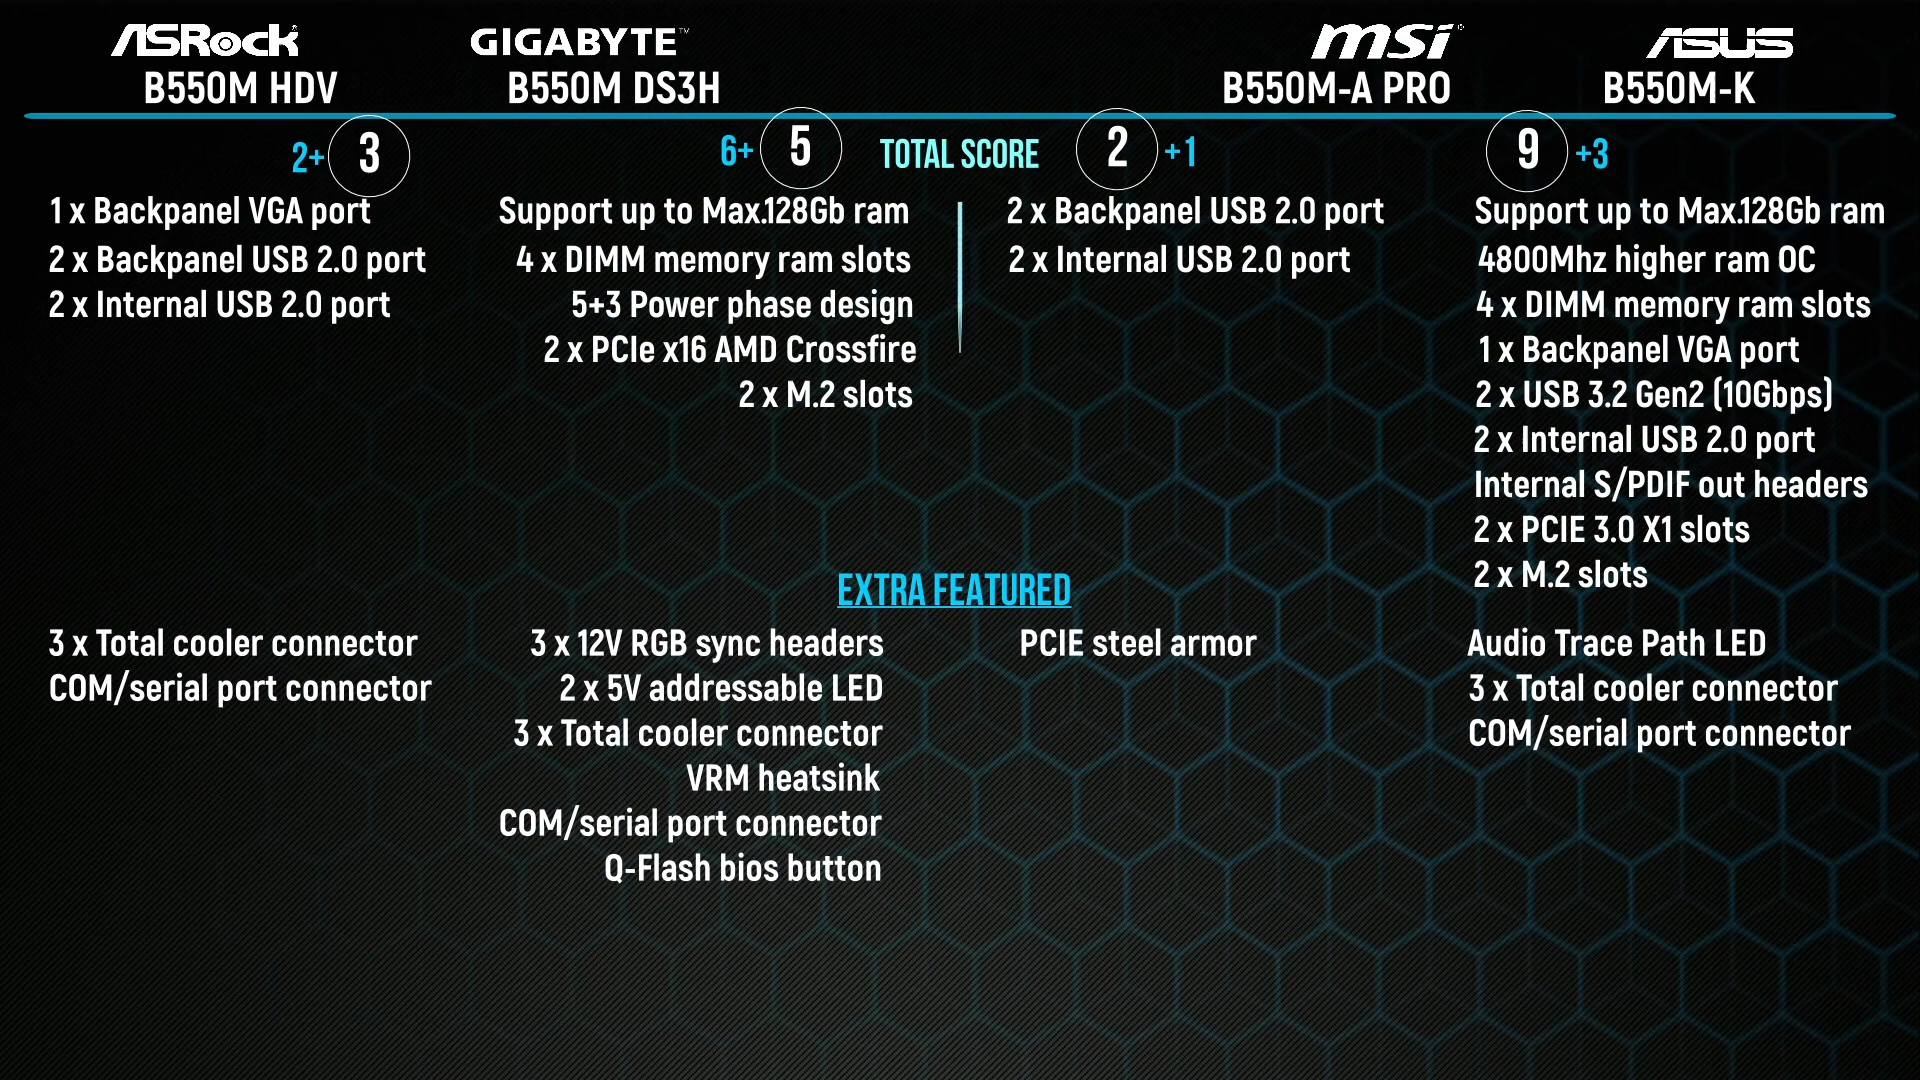 ASRock
B550M HDV
2+ 3
1 x Backpanel VGA port
2 x Backpanel USB 2.0 port
2 x Internal USB 2.0 port
3 x Total cooler connector
COM/serial port connector
GIGABYTE™
B550M DS3H
6+ 5
Support up to Max.128Gb ram
4 x DIMM memory ram slots
5+3 Power phase design
2 x PCIe x16 AMD Crossfire
2 x M.2 slots
3 x 12V RGB sync headers
2 x 5V addressable LED
3 x Total cooler connector
VRM heatsink
COM/serial port connector
Q-Flash bios button
TOTAL SCORE
EXTRA FEATURED
msi
B550M-A PRO
2 +1
2 x Backpanel USB 2.0 port
2 x Internal USB 2.0 port
PCIE steel armor
ASUS
B550M-K
9 +3
Support up to Max.128Gb ram
4800Mhz higher ram OC
4 x DIMM memory ram slots
1 x Backpanel VGA port
2 x USB 3.2 Gen2 (10Gbps)
2 x Internal USB 2.0 port
Internal S/PDIF out headers
2 x PCIE 3.0 X1 slots
2 x M.2 slots
Audio Trace Path LED
3 x Total cooler connector
COM/serial port connector